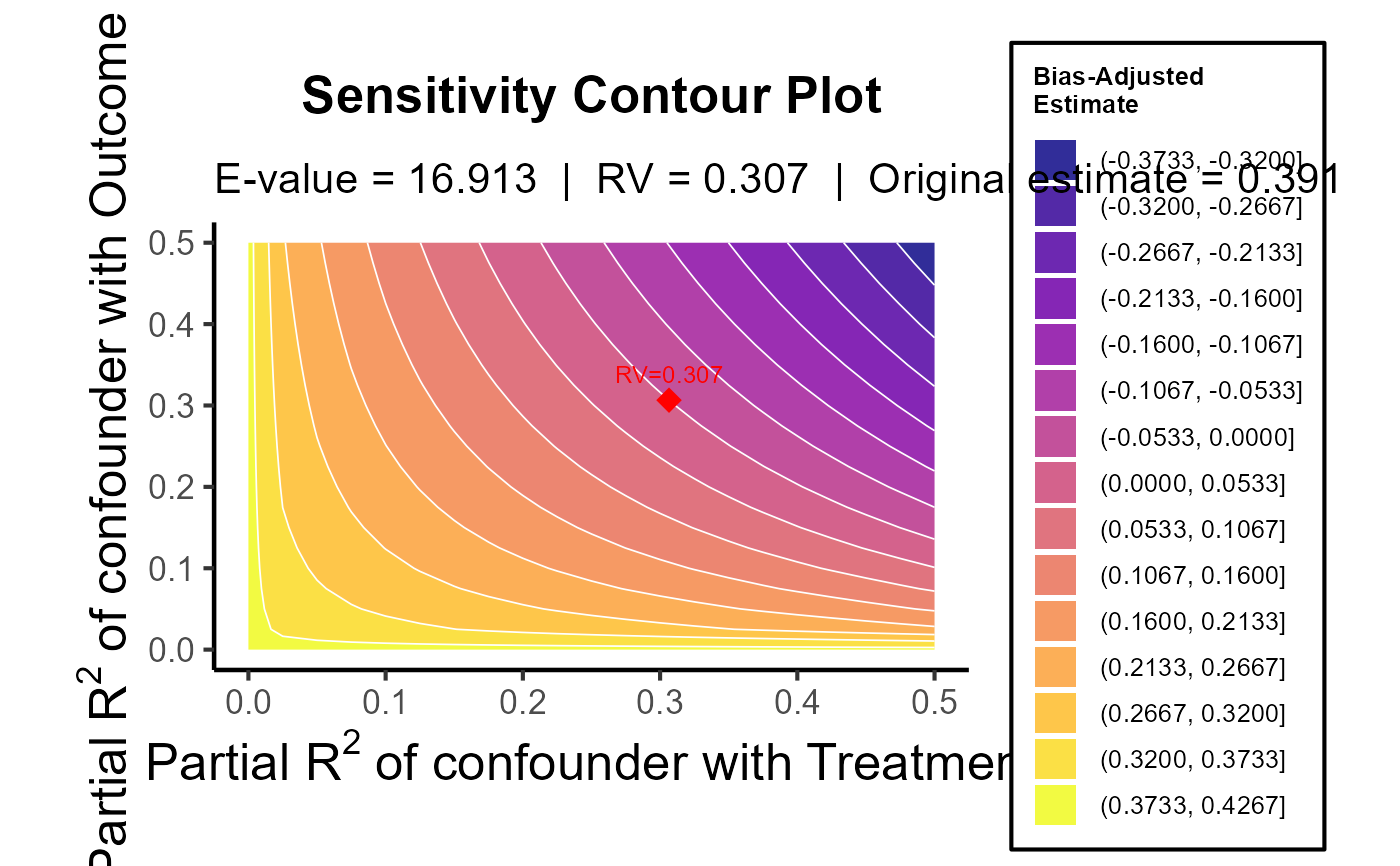 Sensitivity Contour Plot
E-value = 16.913 | RV = 0.307 | Original estimate = 0.391
Partial R² of confounder with Outcome
0.5
0.4
0.3
0.2
0.1
0.0
RV=0.307
0.0 0.1 0.2 0.3 0.4 0.5
Partial R² of confounder with Treatmen
Bias-Adjusted
Estimate
(-0.3733, -0.3200]
(-0.3200, -0.2667]
(-0.2667, -0.2133]
(-0.2133, -0.1600]
(-0.1600, -0.1067]
(-0.1067, -0.0533]
(-0.0533, 0.0000]
(0.0000, 0.0533]
(0.0533, 0.1067]
(0.1067, 0.1600]
(0.1600, 0.2133]
(0.2133, 0.2667]
(0.2667, 0.3200]
(0.3200, 0.3733]
(0.3733, 0.4267]